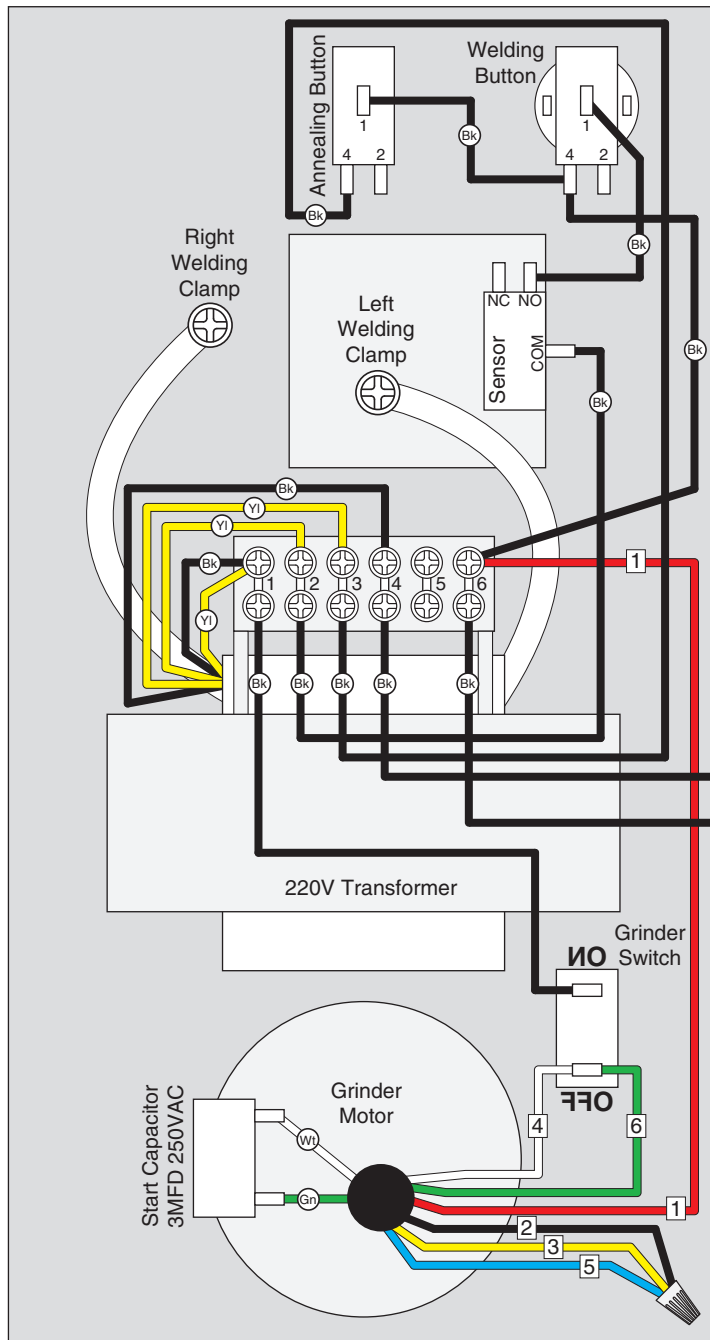 Annealing Button
1
4 2
Bk
Welding
Button
1
4 2
Bk
Bk
Bk
Right
Welding
Clamp
Left
Welding
Clamp
NC NO
COM
Sensor
Bk
Bk
Yl
Yl
Bk
Yl
1 2 3 4 5 6
1
Bk Bk Bk Bk Bk
220V Transformer
Grinder
Switch
ON
OFF
Grinder
Motor
Start Capacitor
3MFD 250VAC
Wt
Gn
4
6
1
2
3
5